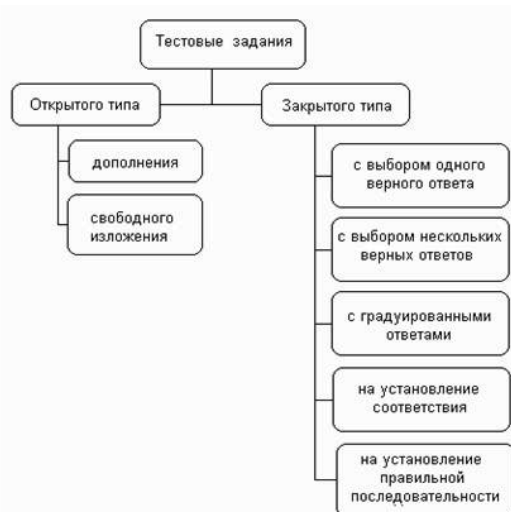 Тестовые задания
Открытого типа
Закрытого типа
дополнения
свободного
изложения
с выбором одного
верного ответа
с выбором нескольких
верных ответов
с градуированными
ответами
на установление
соответствия
на установление
правильной
последовательности